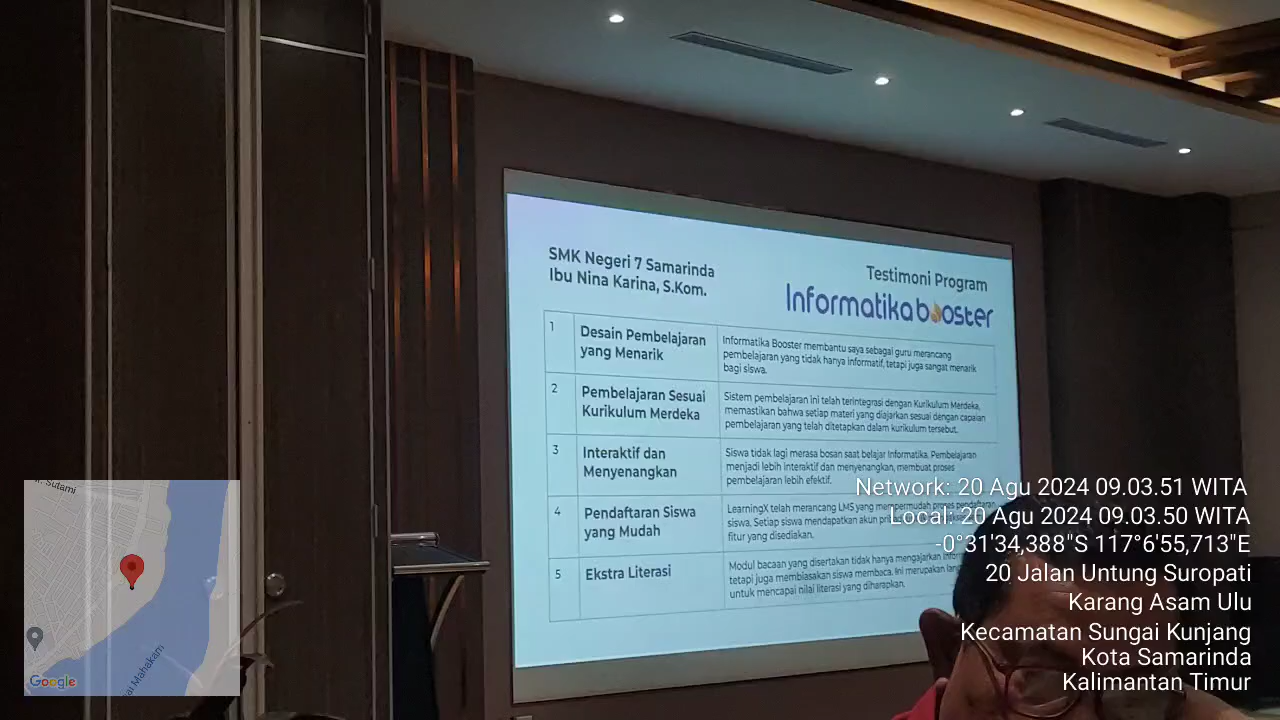 SMK Negeri 7 Samarinda
Ibu Nina Karina, S.Kom.
Testimoni Program
Informatika booster
1
Desain Pembelajaran
yang Menarik
Informatika Booster membantu saya sebagai guru merancang
pembelajaran yang tidak hanya informatif, tetapi juga sangat menarik
bagi siswa.
2
Pembelajaran Sesuai
Kurikulum Merdeka
Sistem pembelajaran ini telah terintegrasi dengan Kurikulum Merdeka,
memastikan bahwa setiap materi yang diajarkan sesuai dengan capaian
pembelajaran yang telah ditetapkan dalam kurikulum tersebut.
3
Interaktif dan
Menyenangkan
Siswa tidak lagi merasa bosan saat belajar Informatika. Pembelajaran
menjadi lebih interaktif dan menyenangkan, membuat proses
pembelajaran lebih efektif.
4
Pendaftaran Siswa
yang Mudah
LearningX telah merancang LMS yang mempermudah proses pendaftaran
siswa. Setiap siswa mendapatkan akun
fitur yang disediakan.
5
Ekstra Literasi
Modul bacaan yang disertakan tidak hanya mengajarkan
tetapi juga membiasakan siswa membaca. Ini merupakan
untuk mencapai nilai literasi yang diharapkan.
Network: 20 Agu 2024 09.03.51 WITA
Local: 20 Agu 2024 09.03.50 WITA
-0°31'34,388"S 117°6'55,713"E
20 Jalan Untung Suropati
Karang Asam Ulu
Kecamatan Sungai Kunjang
Kota Samarinda
Kalimantan Timur
Sutami
Mahakam
Google